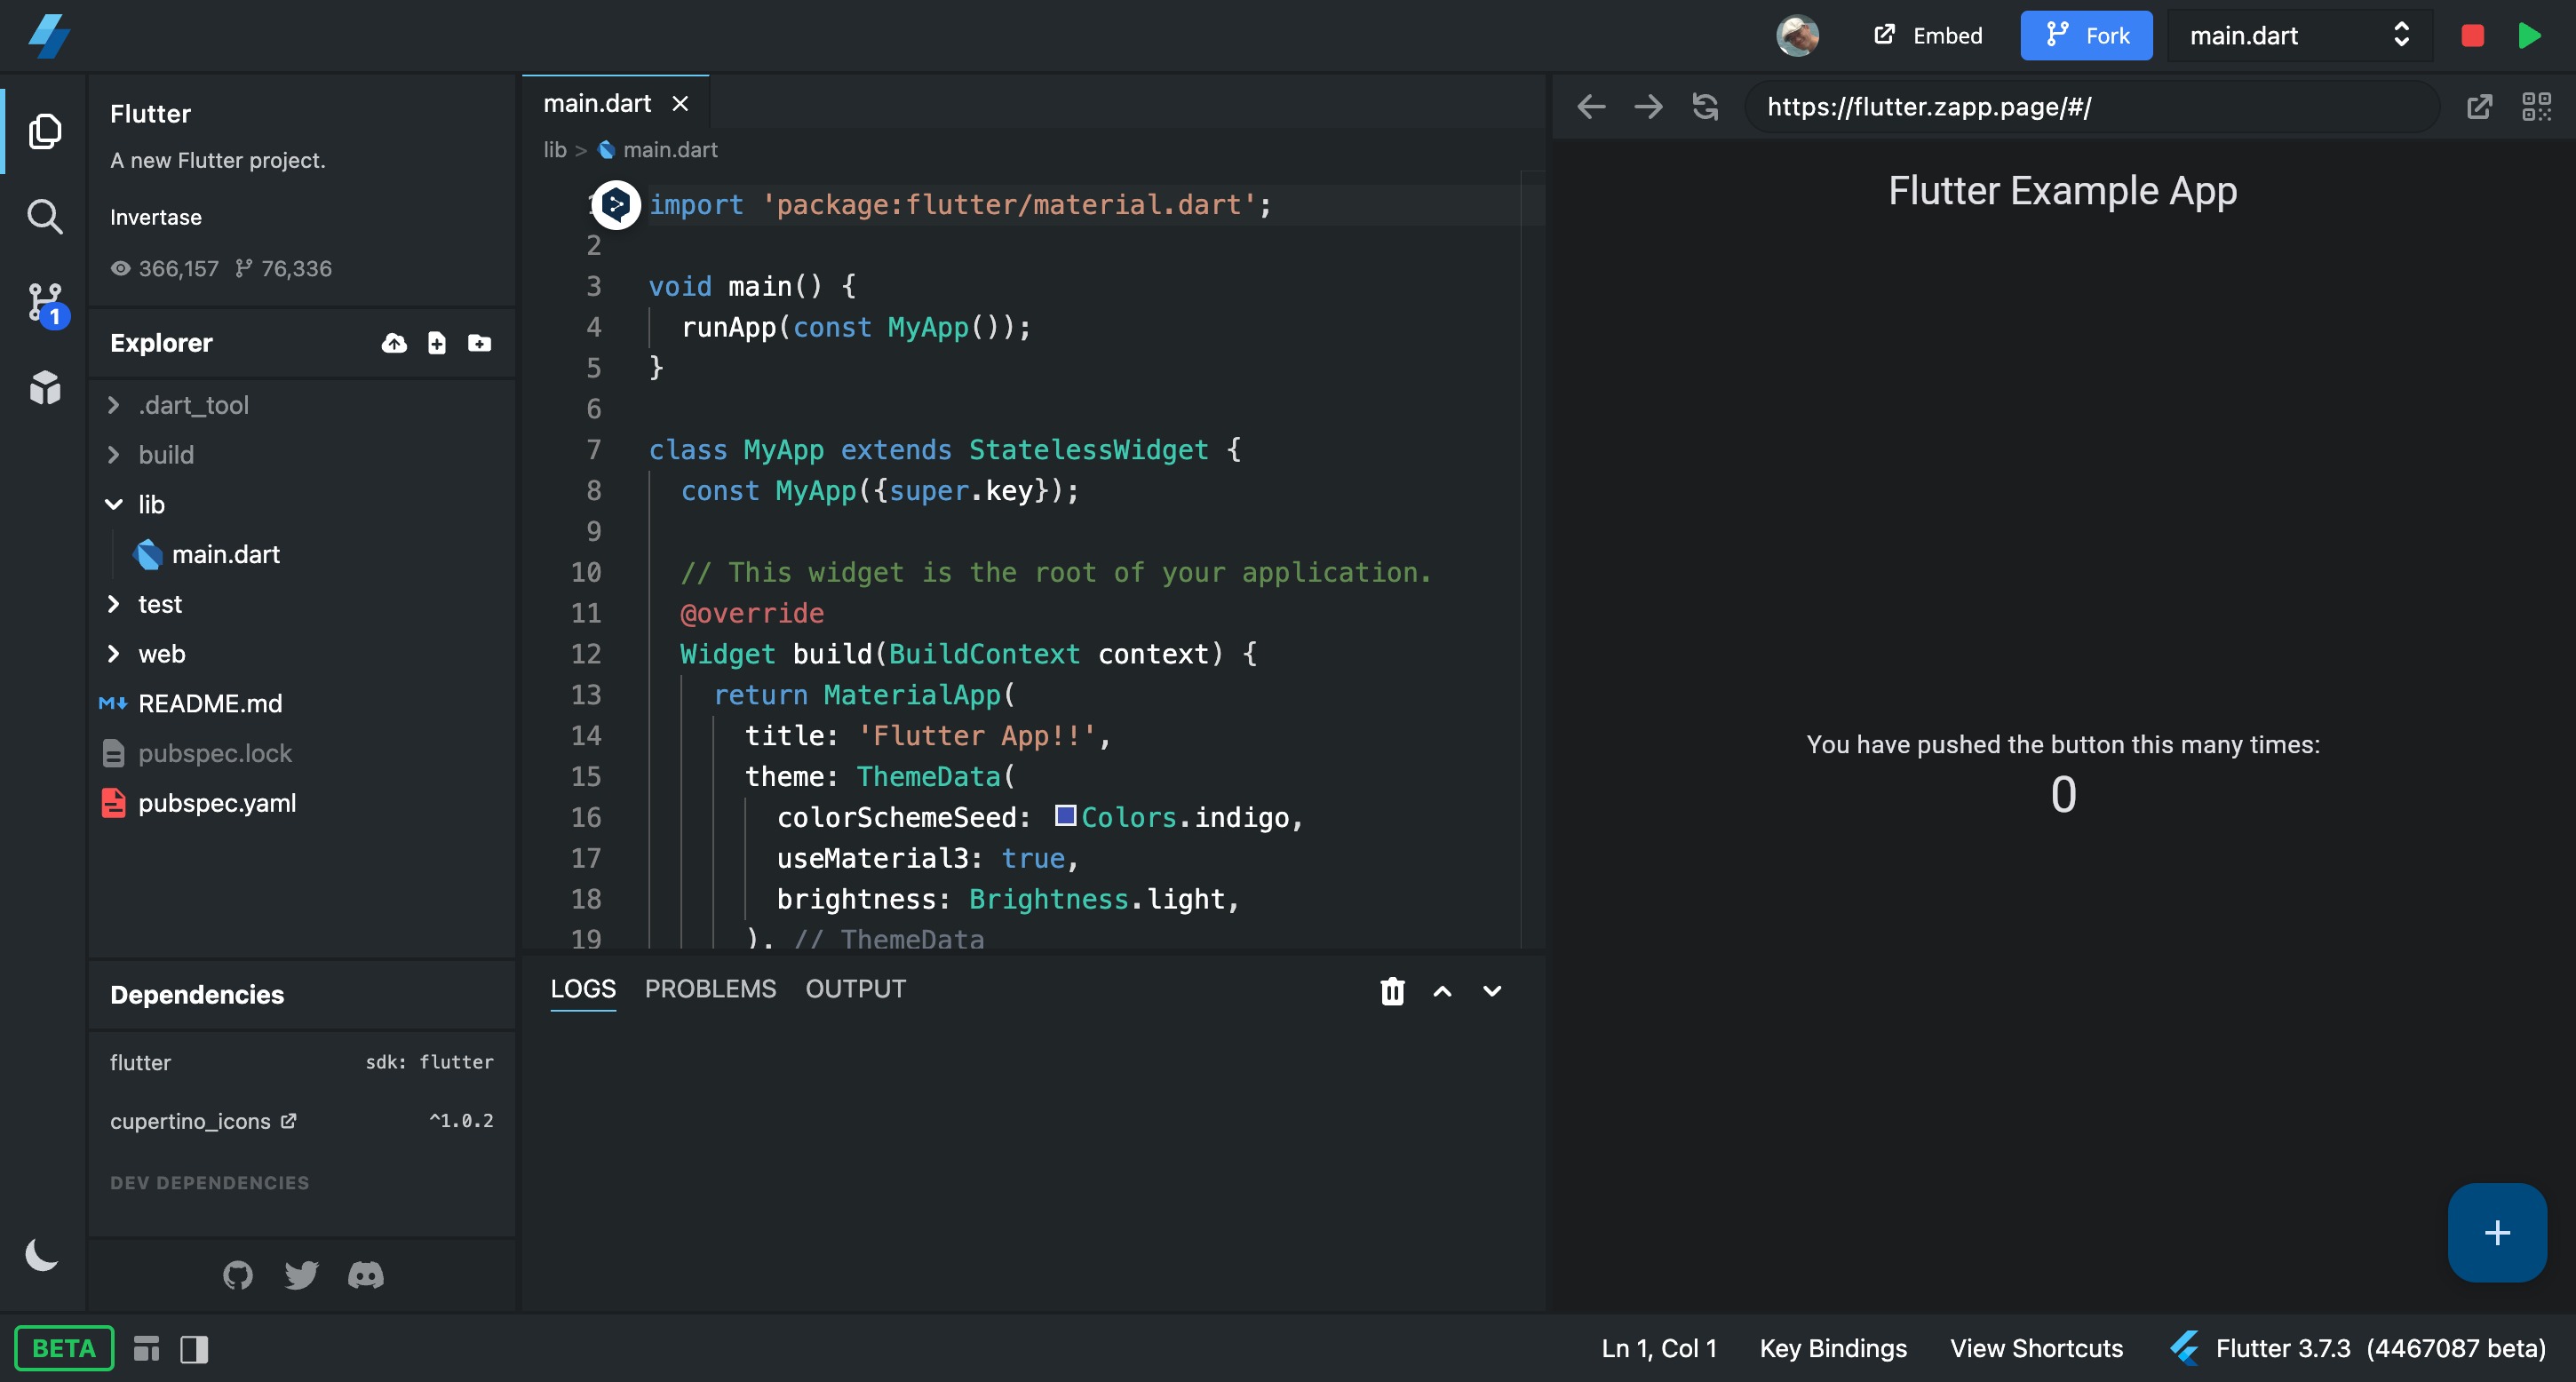 Embed
Fork
main.dart
Flutter
A new Flutter project.
Invertase
366,157 76,336
1
Explorer
.dart_tool
build
lib
main.dart
test
web
README.md
pubspec.lock
pubspec.yaml
Dependencies
flutter sdk: flutter
cupertino_icons ^1.0.2
DEV DEPENDENCIES
main.dart
lib > main.dart
1 import 'package:flutter/material.dart';
2
3 void main() {
4 runApp(const MyApp());
5 }
6
7 class MyApp extends StatelessWidget {
8 const MyApp({super.key});
9
10 // This widget is the root of your application.
11 @override
12 Widget build(BuildContext context) {
13 return MaterialApp(
14 title: 'Flutter App!!',
15 theme: ThemeData(
16 colorSchemeSeed: Colors.indigo,
17 useMaterial3: true,
18 brightness: Brightness.light,
19 ), // ThemeData
LOGS PROBLEMS OUTPUT
https://flutter.zapp.page/#/
Flutter Example App
You have pushed the button this many times:
0
+
BETA
Ln 1, Col 1 Key Bindings View Shortcuts Flutter 3.7.3 (4467087 beta)